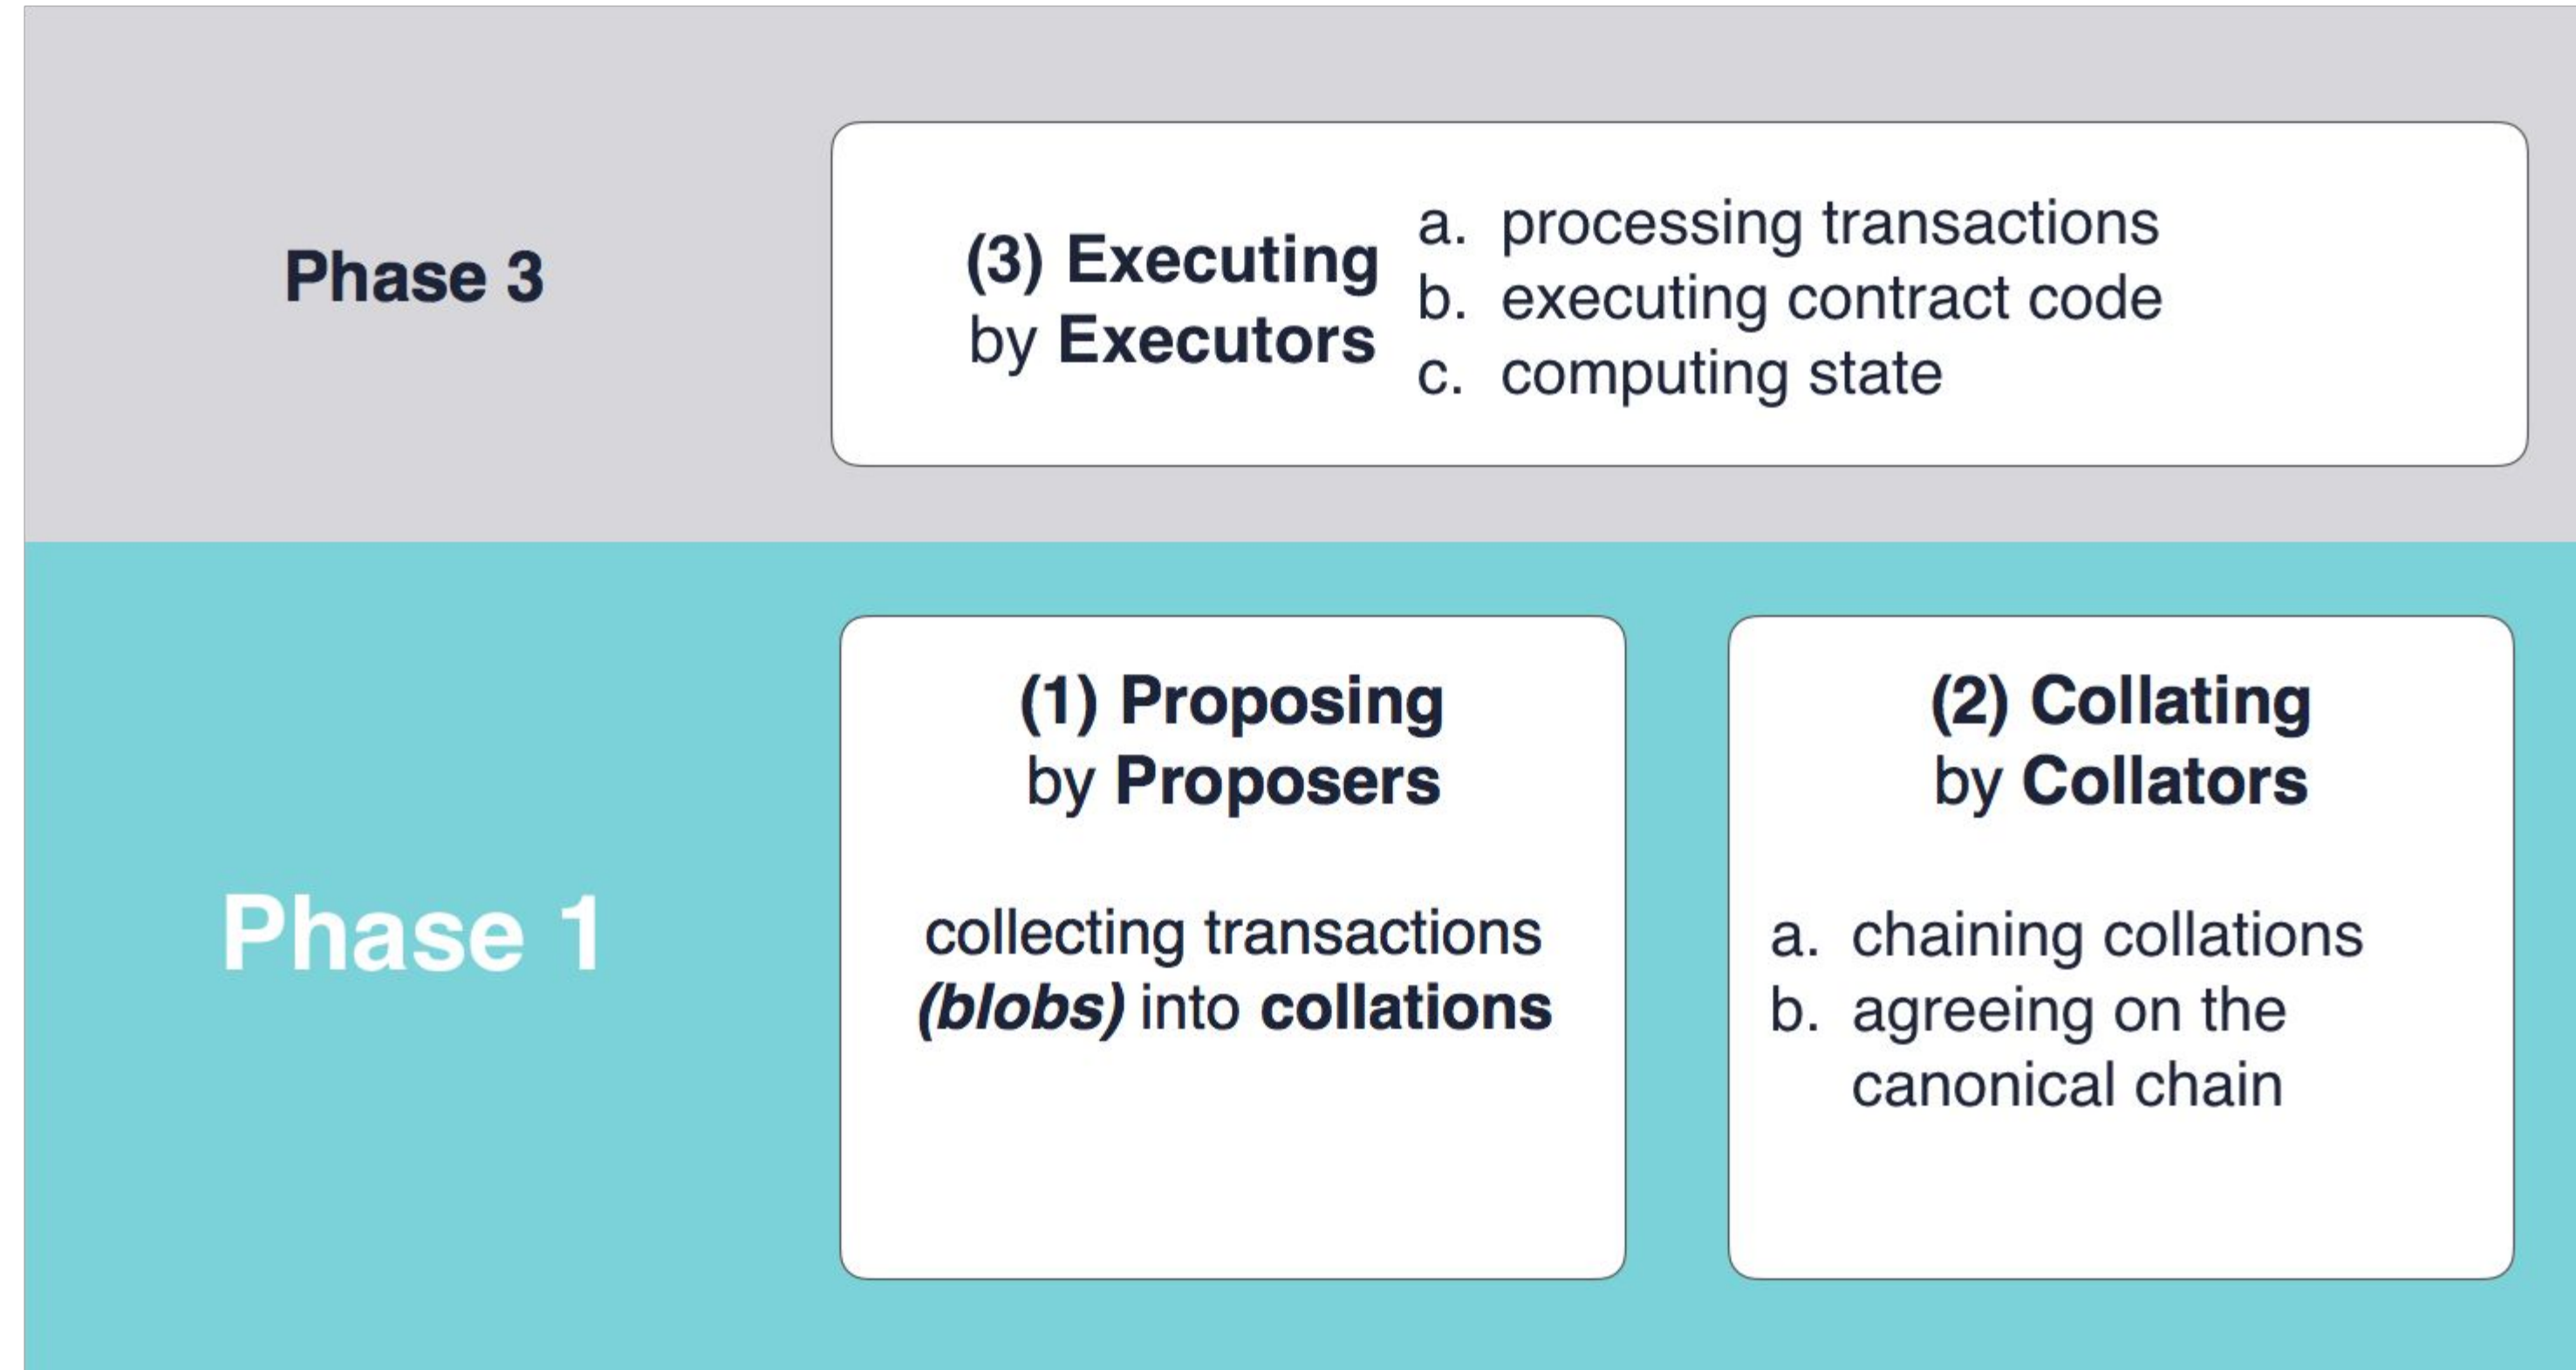 Phase 3
(3) Executing
by Executors
a. processing transactions
b. executing contract code
c. computing state
Phase 1
(1) Proposing
by Proposers
collecting transactions
(blobs) into collations
(2) Collating
by Collators
a. chaining collations
b. agreeing on the
canonical chain